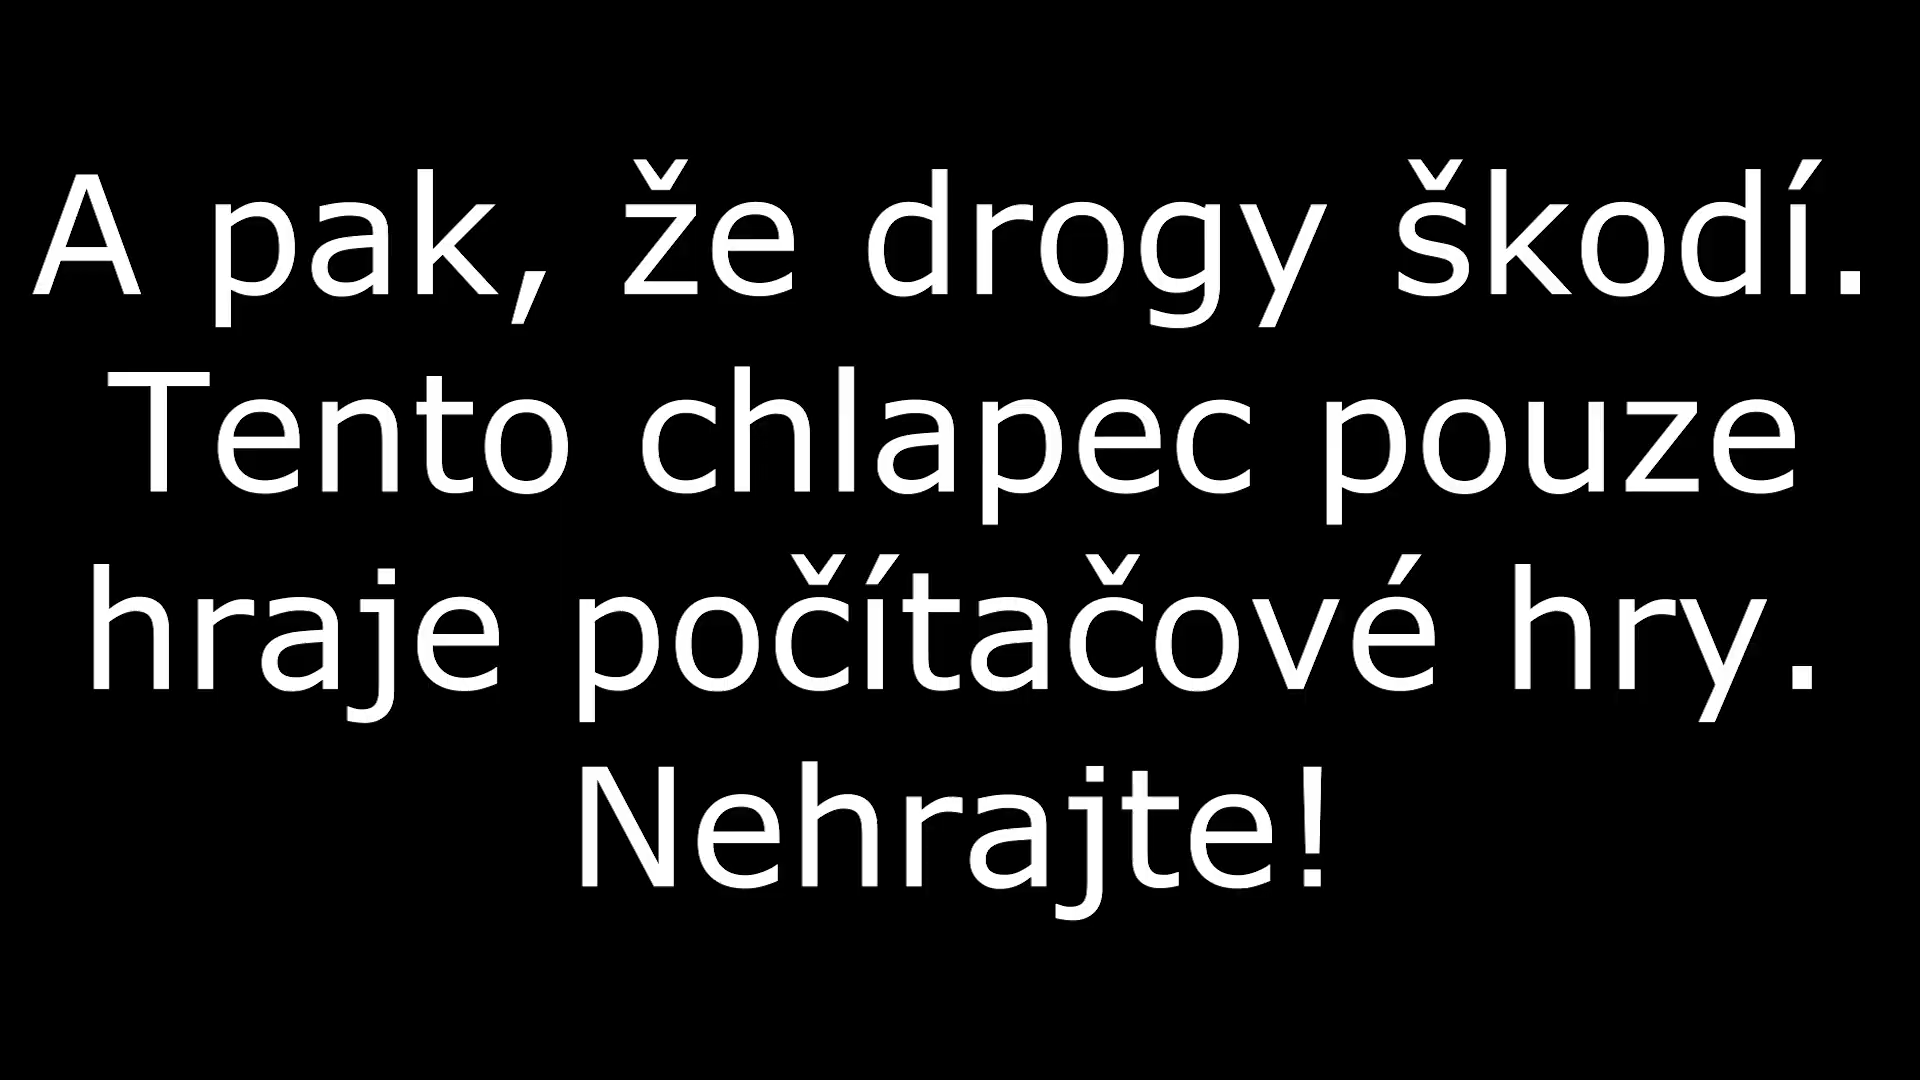 A pak, že drogy škodí.
Tento chlapec pouze
hraje počítačové hry.
Nehrajte!